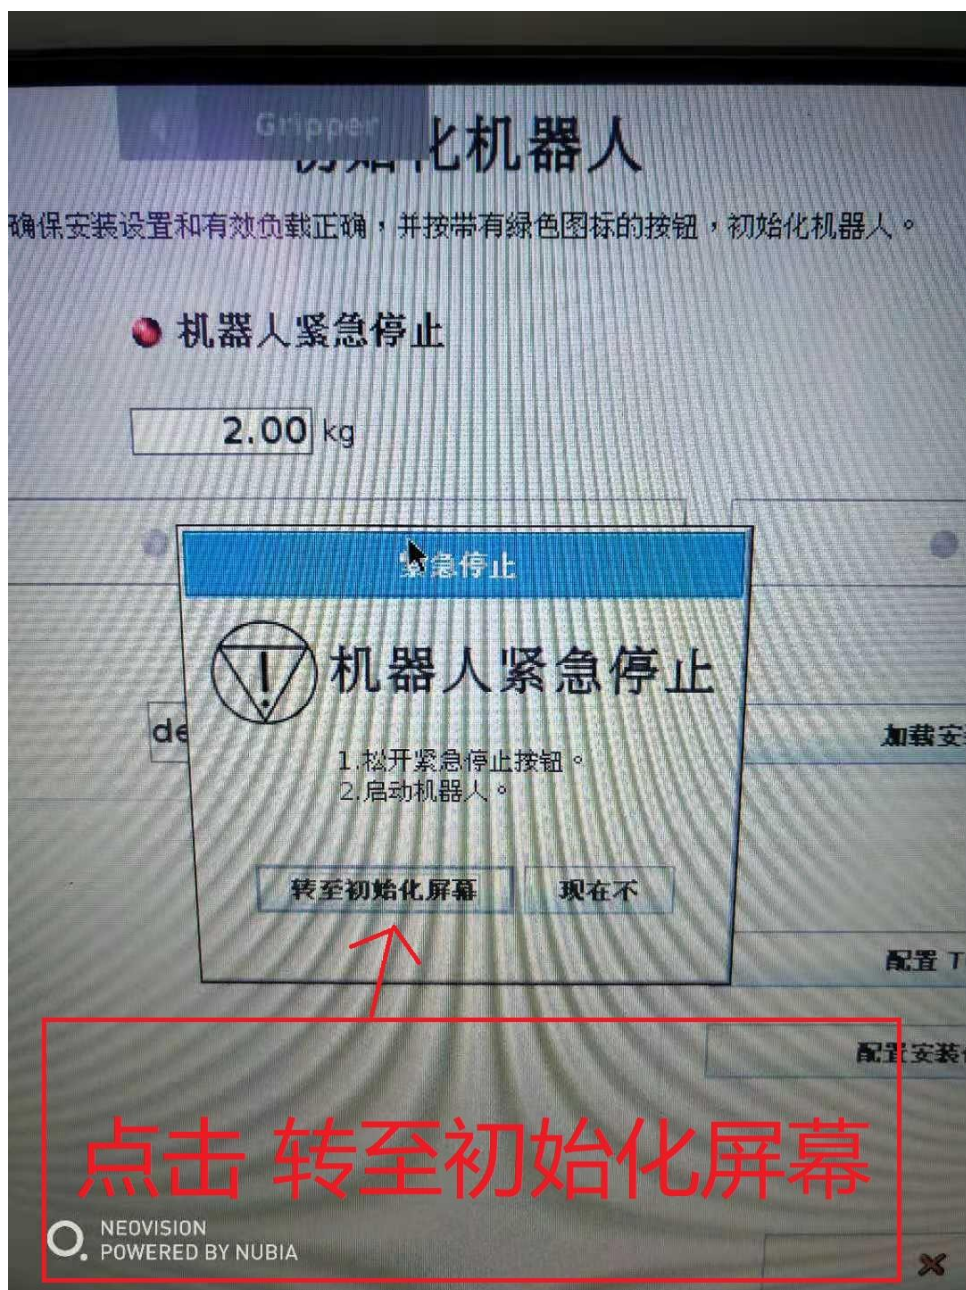 Gripper
初始化机器人
确保安装设置和有效负载正确，并按带有綠色图标的按钮，初始化机器人。
机器人紧急停止
2.00 kg
紧急停止
机器人紧急停止
de
加载安
1.松开紧急停止按钮。
2.启动机器人。
转至初始化屏幕
现在不
配置 T
配置安装
点击 转至初始化屏幕
NEOVISION
POWERED BY NUBIA